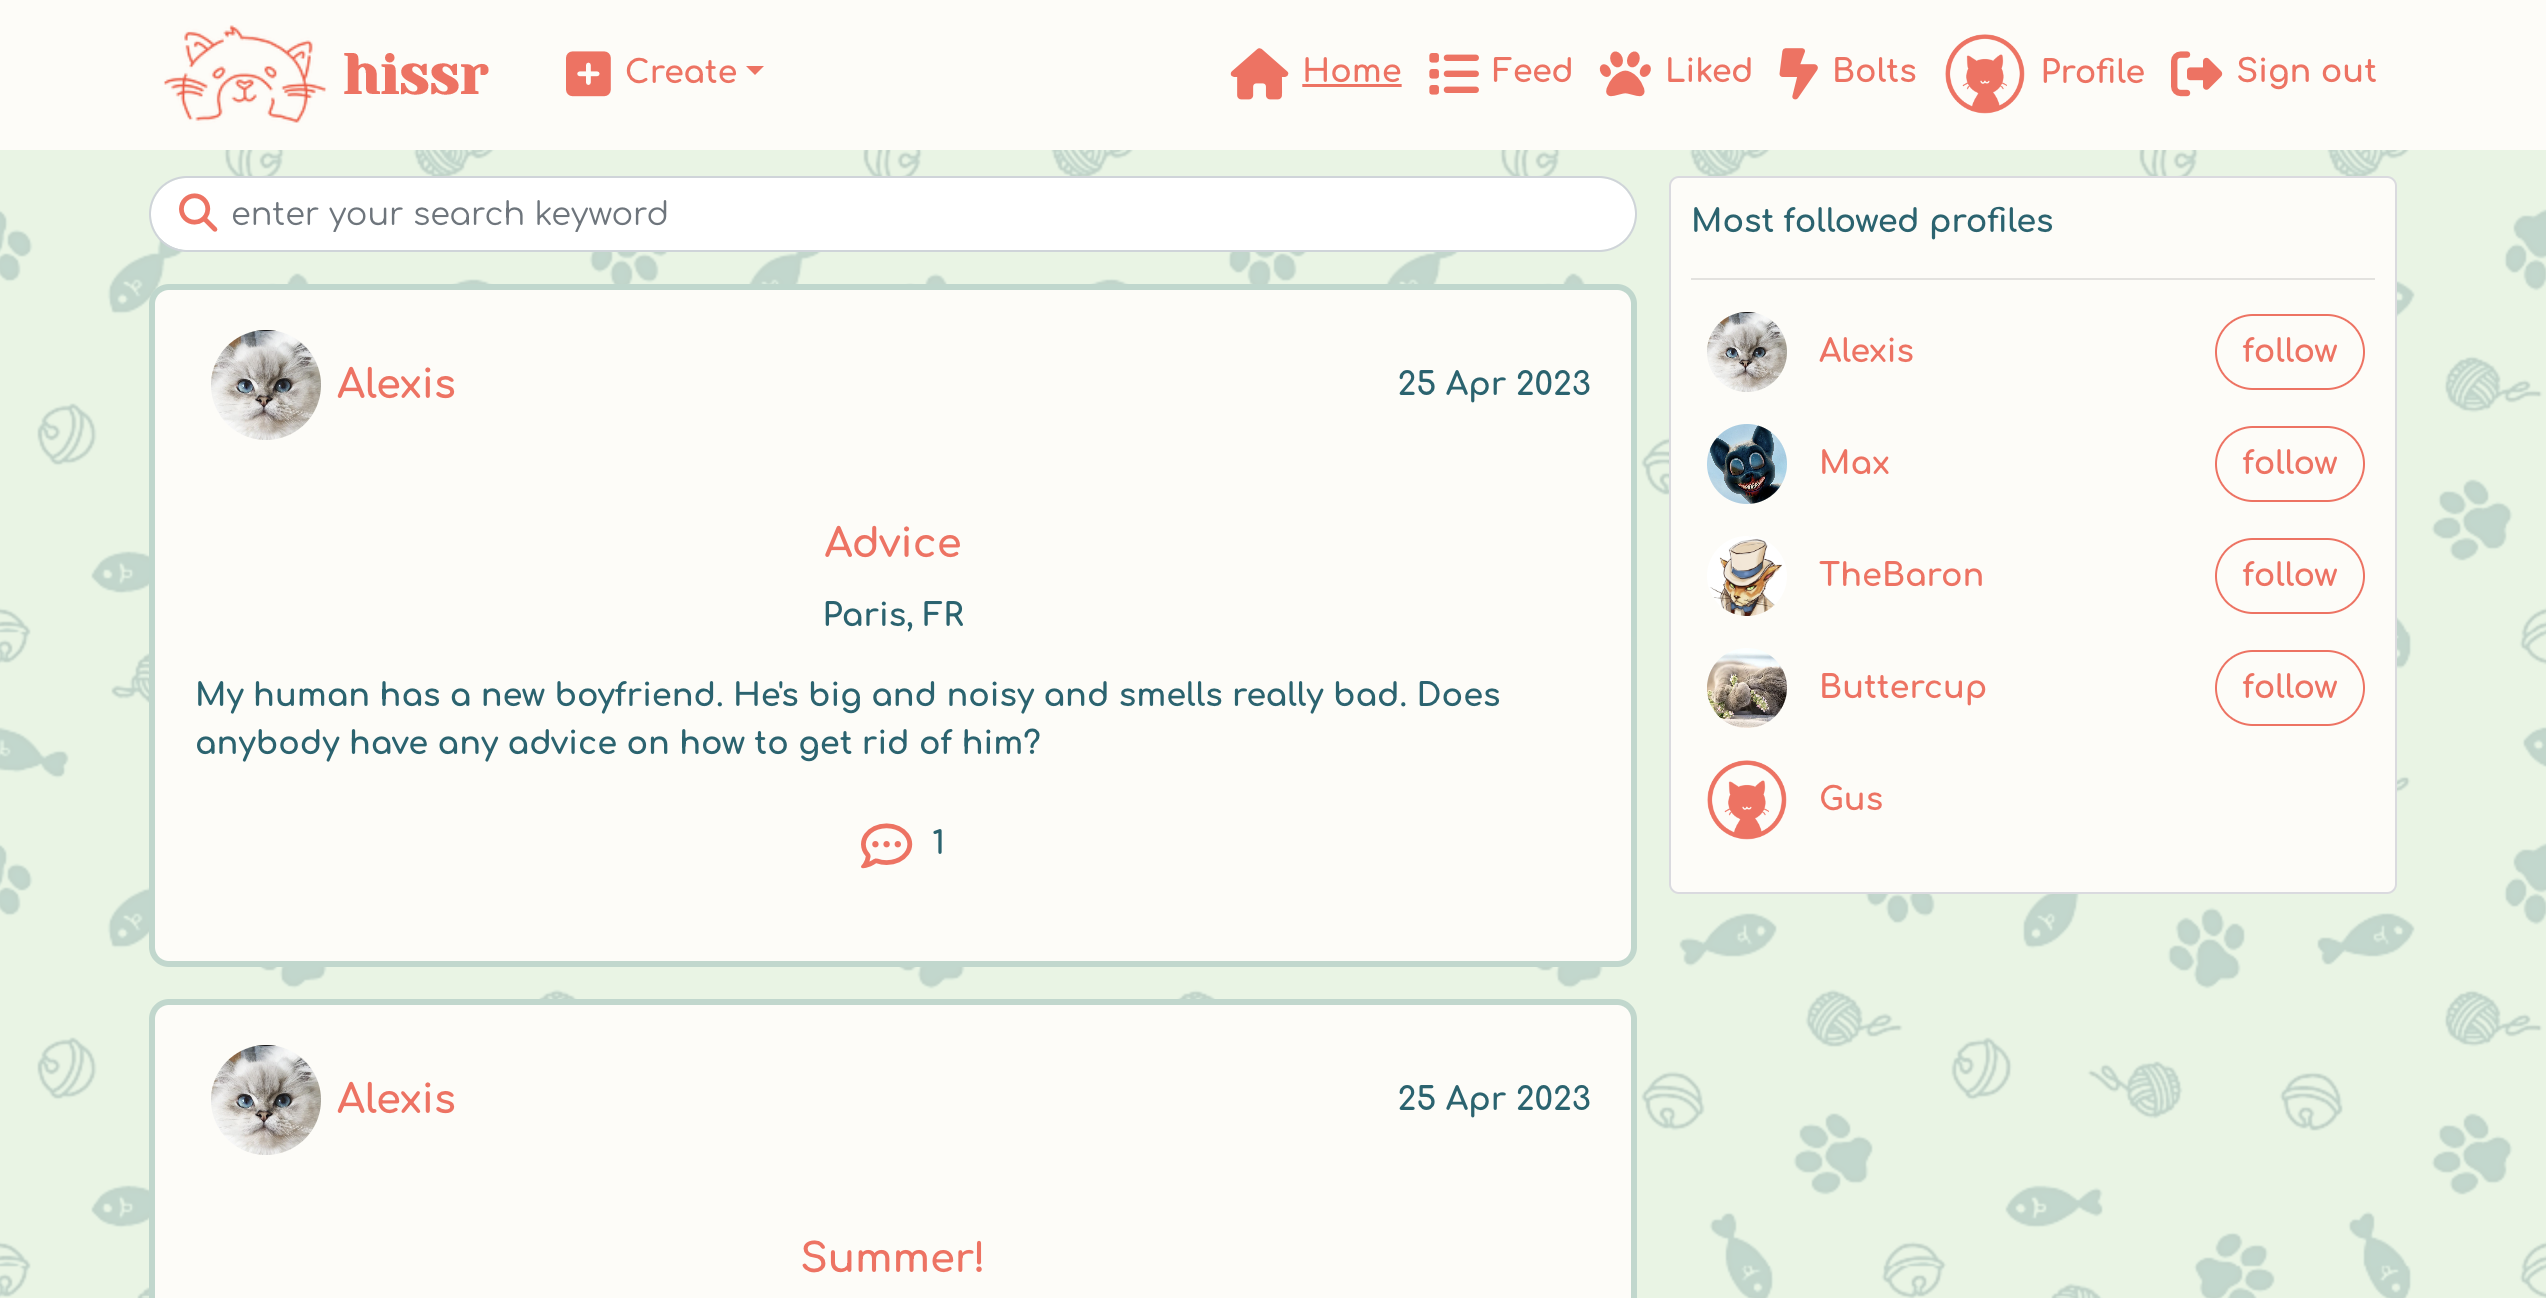 hissr
Create
Home
Feed
Liked
Bolts
Profile
Sign out
enter your search keyword
Alexis
25 Apr 2023
Advice
Paris, FR
My human has a new boyfriend. He's big and noisy and smells really bad. Does
anybody have any advice on how to get rid of him?
1
Alexis
25 Apr 2023
Summer!
Most followed profiles
Alexis
follow
Max
follow
TheBaron
follow
Buttercup
follow
Gus